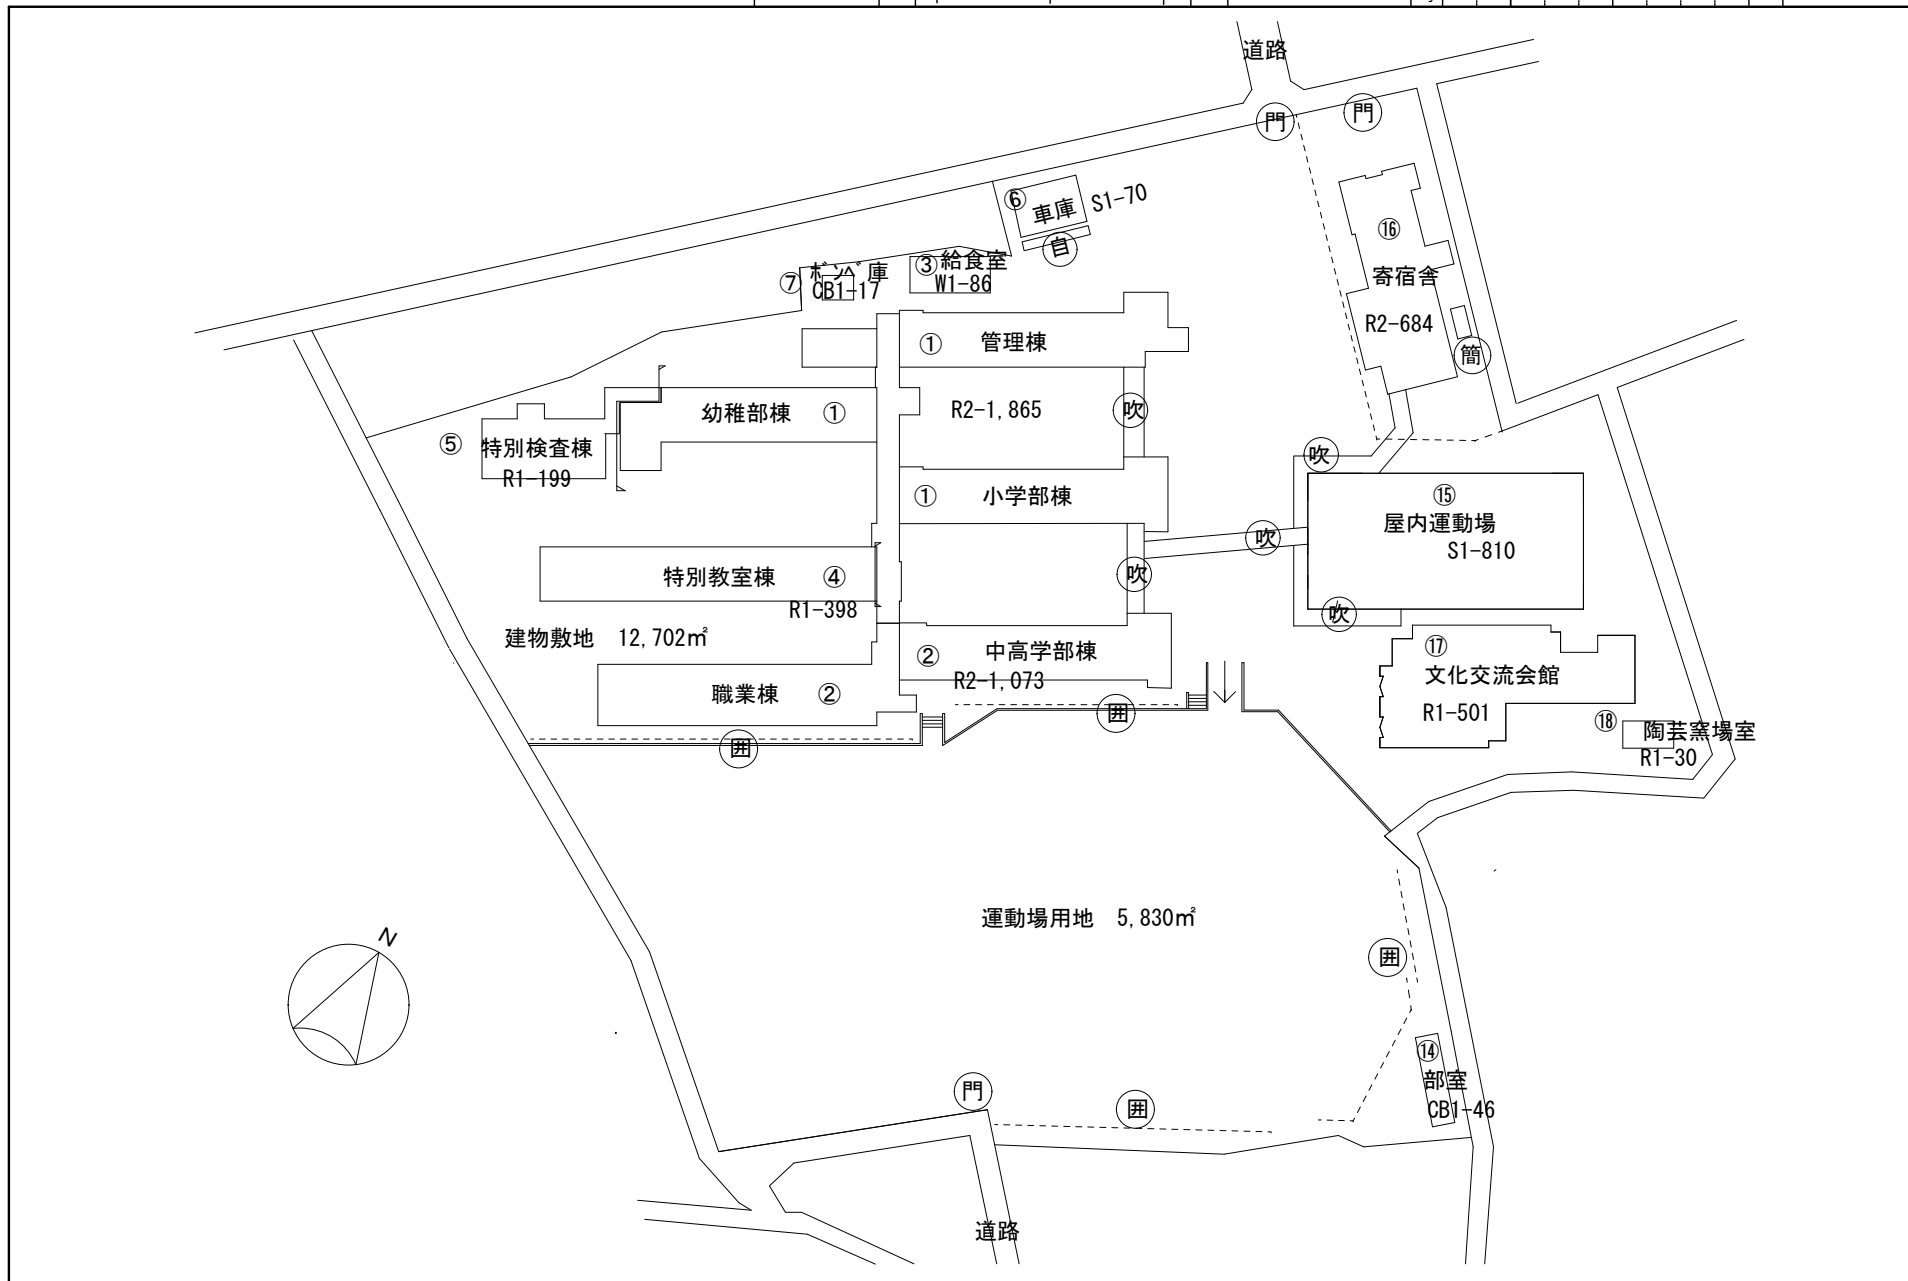 道路
門
門
⑥
車庫 S1-70
自
⑯
寄宿舎
R2-684
簡
⑦ ボンベ庫
CB1-17
③給食室
W1-86
① 管理棟
幼稚部棟 ①
R2-1,865
吹
⑤ 特別検査棟
R1-199
① 小学部棟
吹
⑮
屋内運動場
S1-810
吹
吹
吹
特別教室棟 ④
R1-398
建物敷地 12,702㎡
② 中高学部棟
R2-1,073
職業棟 ②
⑰
文化交流会館
R1-501
⑱ 陶芸窯場室
R1-30
囲
囲
運動場用地 5,830㎡
囲
N
⑭
部室
CB1-46
門
囲
道路